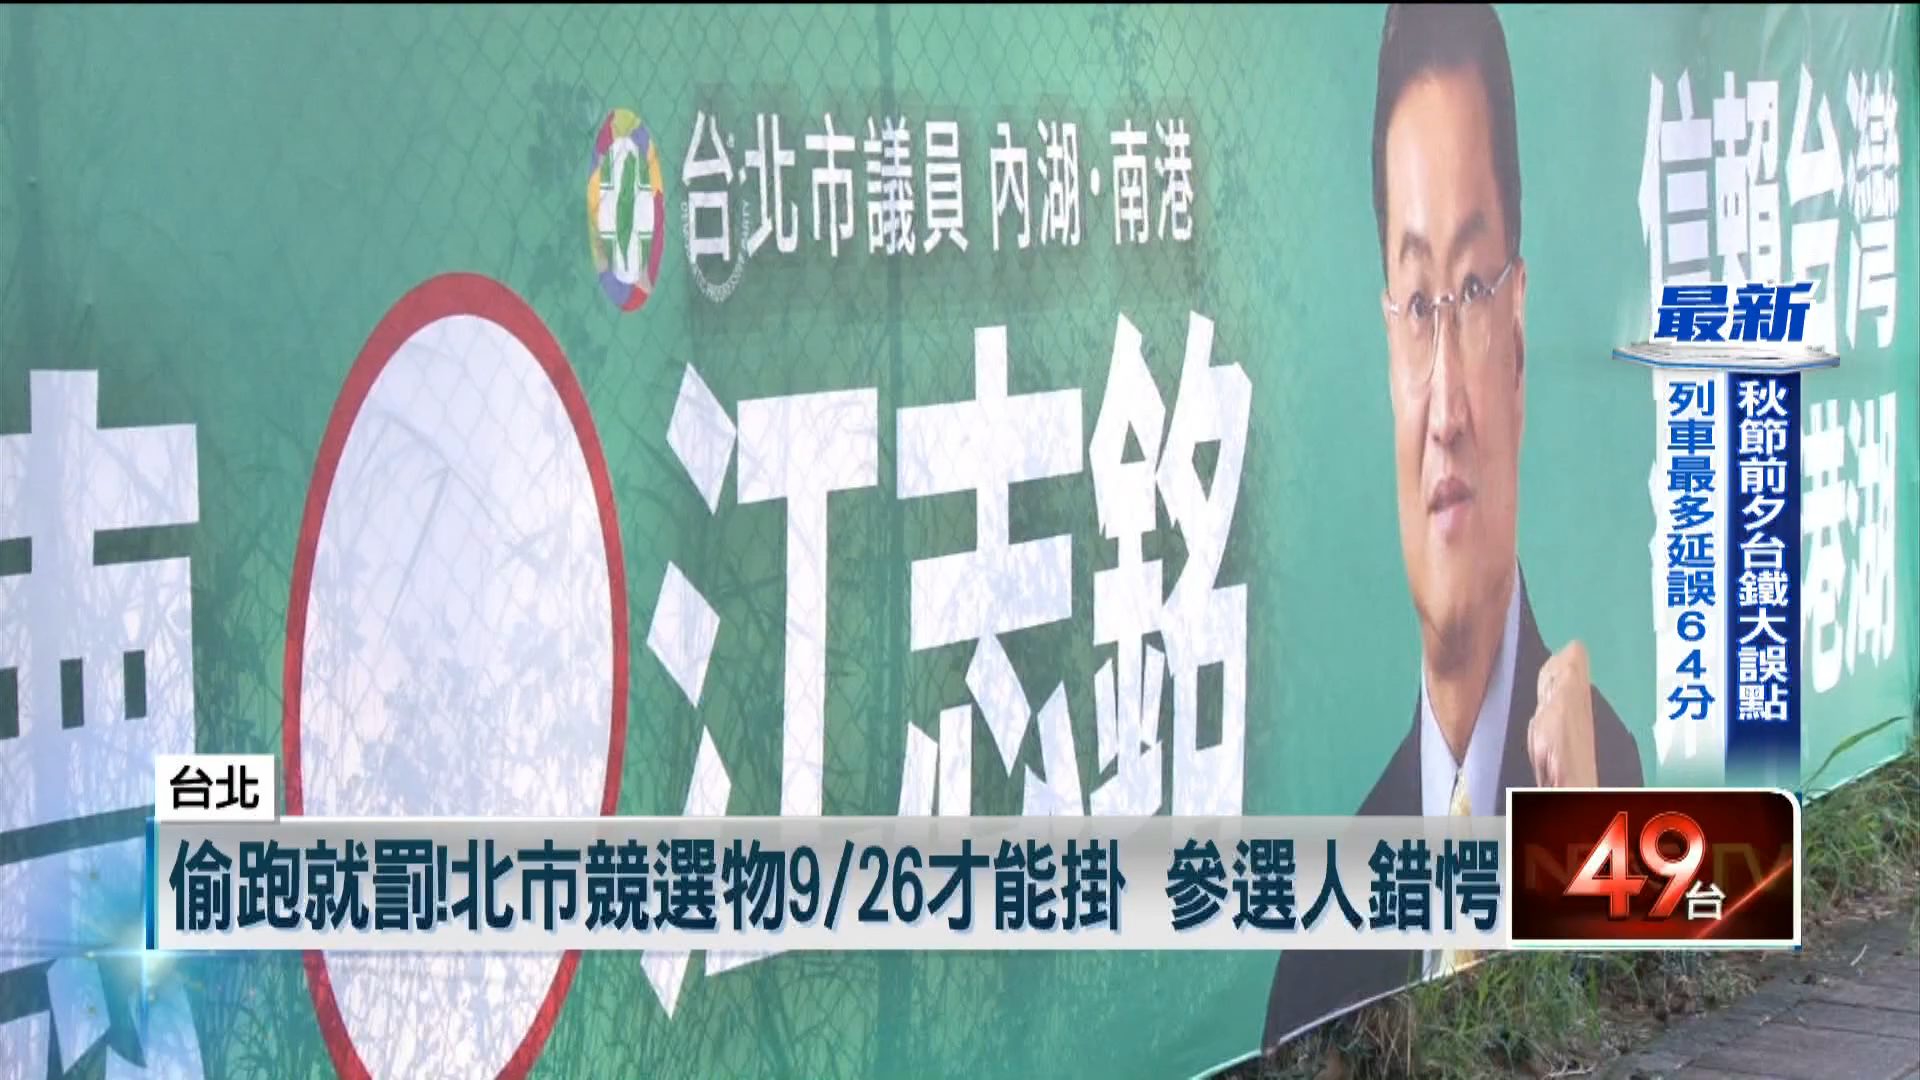 台北市議員 內湖·南港
江志銘
信賴台灣
港湖
最新
秋節前夕台鐵大誤點
列車最多延誤64分
台北
偷跑就罰!北市競選物9/26才能掛 參選人錯愕
49台